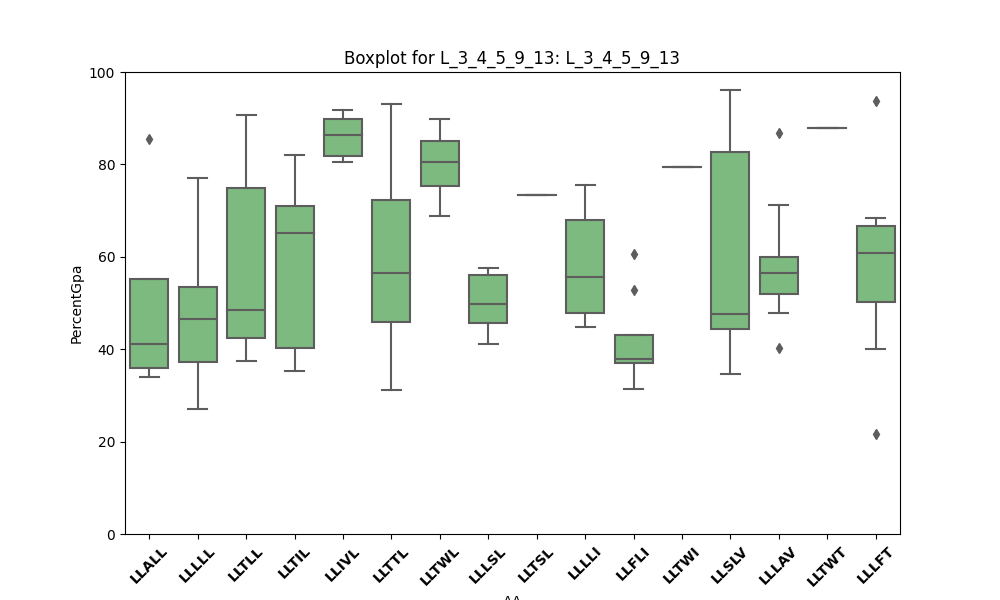 Boxplot for L_3_4_5_9_13: L_3_4_5_9_13
100
80
60
40
20
0
PercentGpa
LLALL LLLLL LLTLL LLTIL LLIVL LLTTL LLTWL LLLSL LLTSL LLLLI LLFLI LLTWI LLSLV LLLAV LLTWT LLLFT
AA